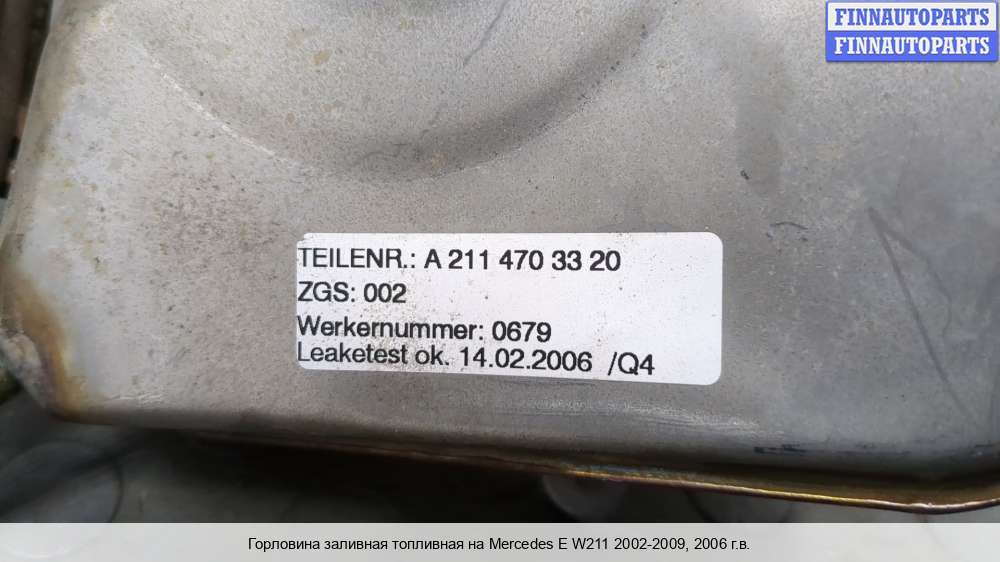 FINNAUTOPARTS
FINNAUTOPARTS
TEILENR.: A 211 470 33 20
ZGS: 002
Werkernummer: 0679
Leaketest ok. 14.02.2006 /Q4
Горловина заливная топливная на Mercedes E W211 2002-2009, 2006 г.в.